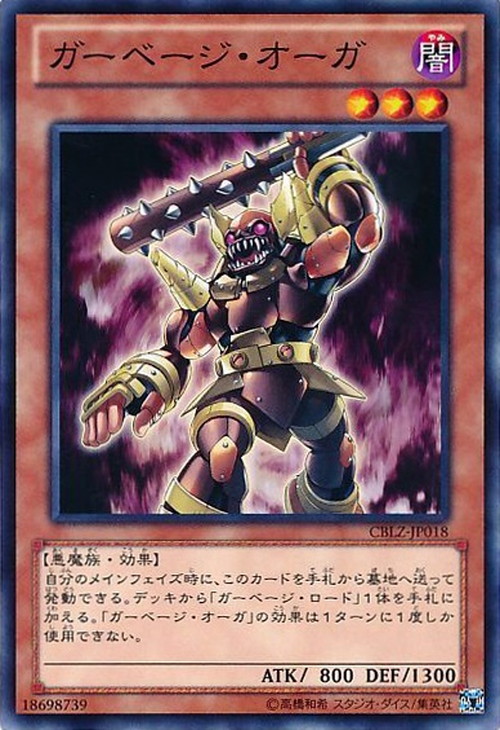 ガーベージ・オーガ
闇
やみ
CBLZ-JP018
【悪魔族・効果】
自分のメインフェイズ時に、このカードを手札から墓地へ送って
発動できる。デッキから「ガーベージ・ロード」1体を手札に
加える。「ガーベージ・オーガ」の効果は1ターンに1度しか
使用できない。
ATK/ 800 DEF/1300
18698739
©高橋和希 スタジオ・ダイス/集英社